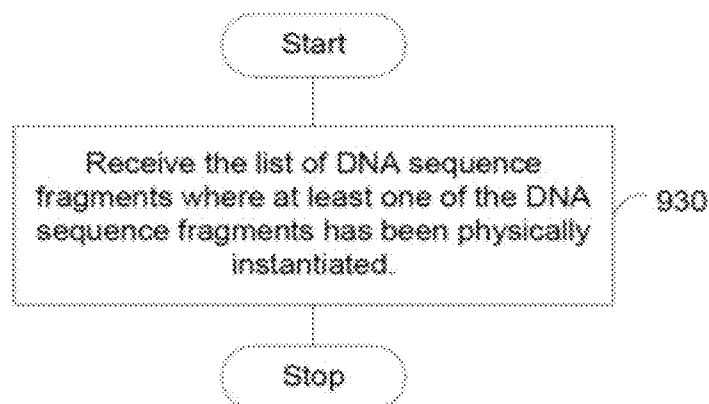 Start
Receive the list of DNA sequence
fragments where at least one of the DNA
sequence fragments has been physically
instantiated.
930
Stop